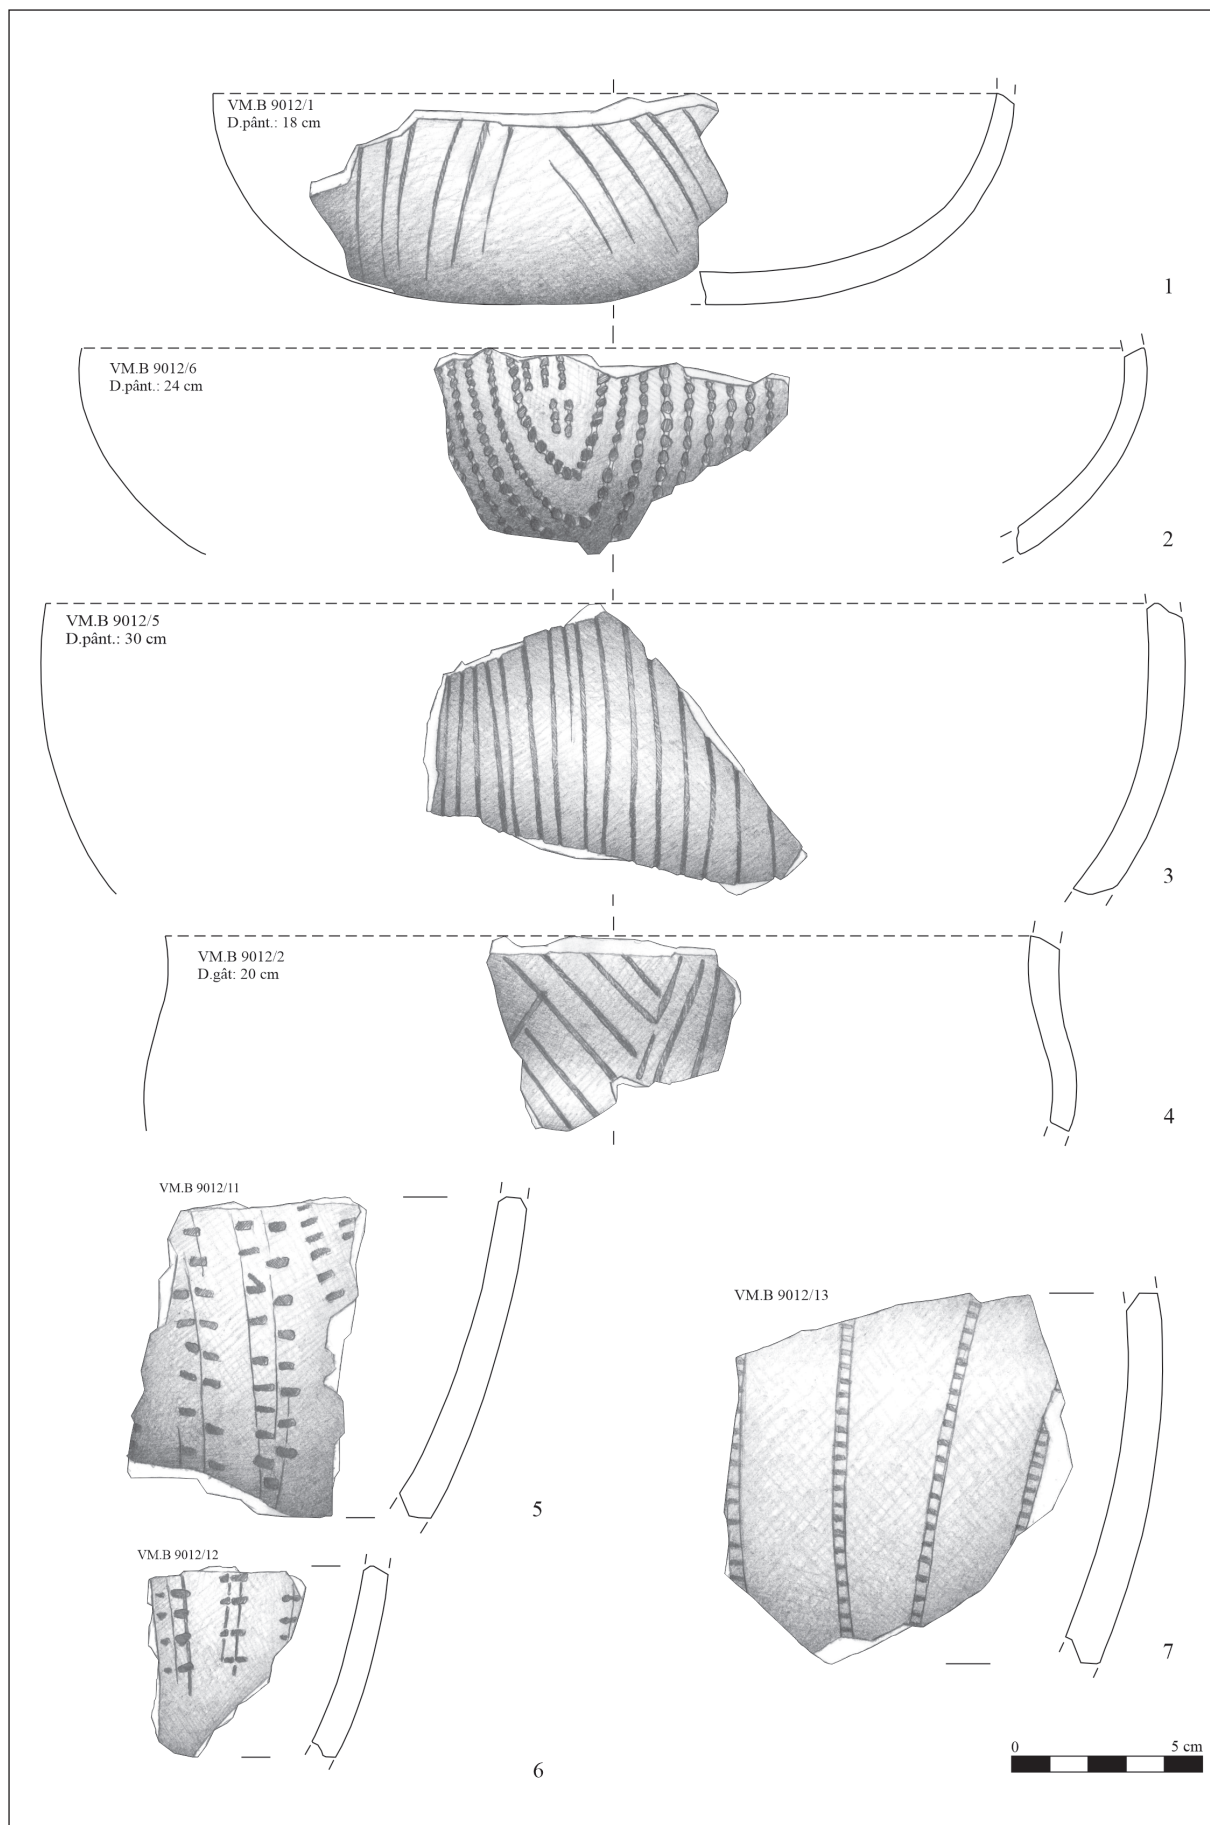 VM.B 9012/1
D.pânt.: 18 cm
1
VM.B 9012/6
D.pânt.: 24 cm
2
VM.B 9012/5
D.pânt.: 30 cm
3
VM.B 9012/2
D.gât: 20 cm
4
VM.B 9012/11
5
VM.B 9012/13
7
VM.B 9012/12
6
0 5 cm